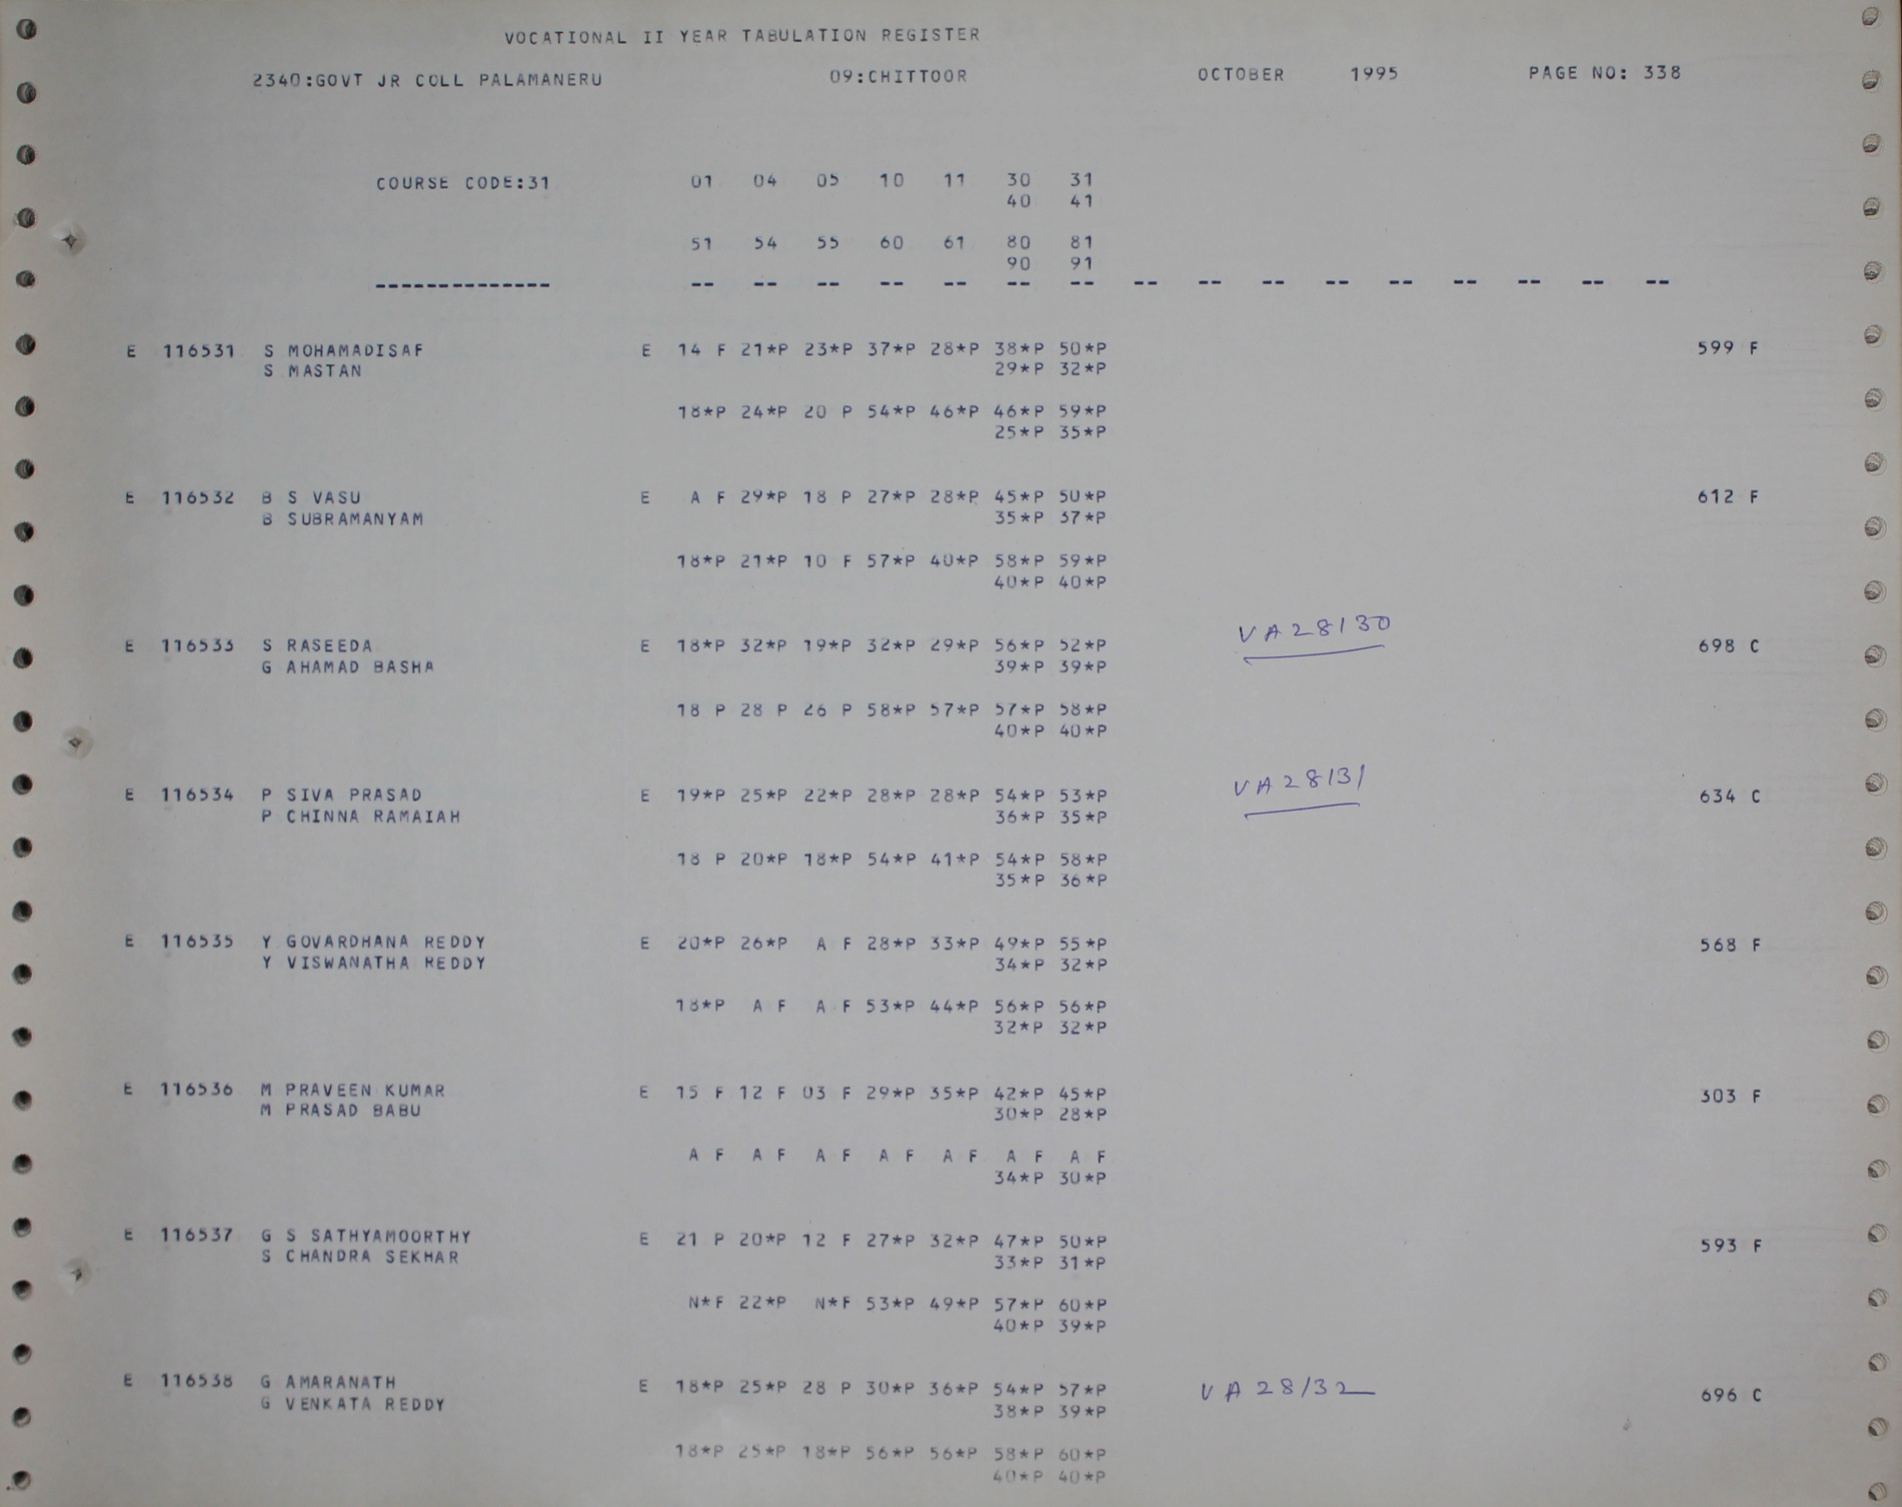 VOCATIONAL II YEAR TABULATION REGISTER
2340:GOVT JR COLL PALAMANERU 09:CHITTOOR OCTOBER 1995 PAGE NO: 338
COURSE CODE:31 01 04 05 10 11 30 31
40 41
51 54 55 60 61 80 81
90 91
-------------- -- -- -- -- -- -- -- -- -- -- -- -- -- -- -- --
E 116531 S MOHAMADISAF E 14 F 21*P 23*P 37*P 28*P 38*P 50*P 599 F
S MASTAN 29*P 32*P
18*P 24*P 20 P 54*P 46*P 46*P 59*P
25*P 35*P
E 116532 B S VASU E A F 29*P 18 P 27*P 28*P 45*P 50*P 612 F
B SUBRAMANYAM 35*P 37*P
18*P 21*P 10 F 57*P 40*P 58*P 59*P
40*P 40*P
VA28130
E 116533 S RASEEDA E 18*P 32*P 19*P 32*P 29*P 56*P 52*P 698 C
G AHAMAD BASHA 39*P 39*P
18 P 28 P 26 P 58*P 57*P 57*P 58*P
40*P 40*P
VA28131
E 116534 P SIVA PRASAD E 19*P 25*P 22*P 28*P 28*P 54*P 53*P 634 C
P CHINNA RAMAIAH 36*P 35*P
18 P 20*P 18*P 54*P 41*P 54*P 58*P
35*P 36*P
E 116535 Y GOVARDHANA REDDY E 20*P 26*P A F 28*P 33*P 49*P 55*P 568 F
Y VISWANATHA REDDY 34*P 32*P
18*P A F A F 53*P 44*P 56*P 56*P
32*P 32*P
E 116536 M PRAVEEN KUMAR E 15 F 12 F 03 F 29*P 35*P 42*P 45*P 303 F
M PRASAD BABU 30*P 28*P
A F A F A F A F A F A F A F
34*P 30*P
E 116537 G S SATHYAMOORTHY E 21 P 20*P 12 F 27*P 32*P 47*P 50*P 593 F
S CHANDRA SEKHAR 33*P 31*P
N*F 22*P N*F 53*P 49*P 57*P 60*P
40*P 39*P
E 116538 G AMARANATH E 18*P 25*P 28 P 30*P 36*P 54*P 57*P VA28132 696 C
G VENKATA REDDY 38*P 39*P
18*P 25*P 18*P 56*P 56*P 58*P 60*P
40*P 40*P